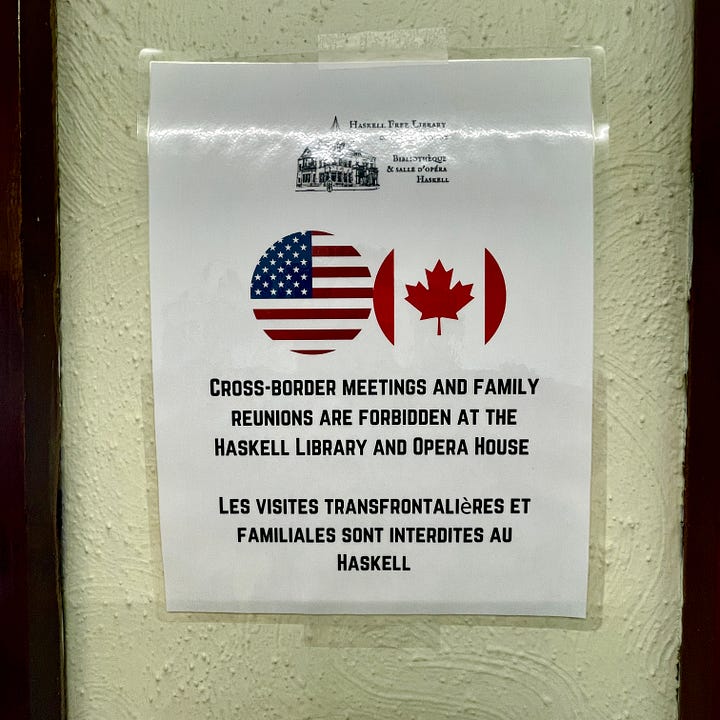 Haskell Free Library
Bibliothèque
& salle d'opéra
Haskell
Cross-border meetings and family
reunions are forbidden at the
Haskell Library and Opera House
Les visites transfrontalières et
familiales sont interdites au
Haskell